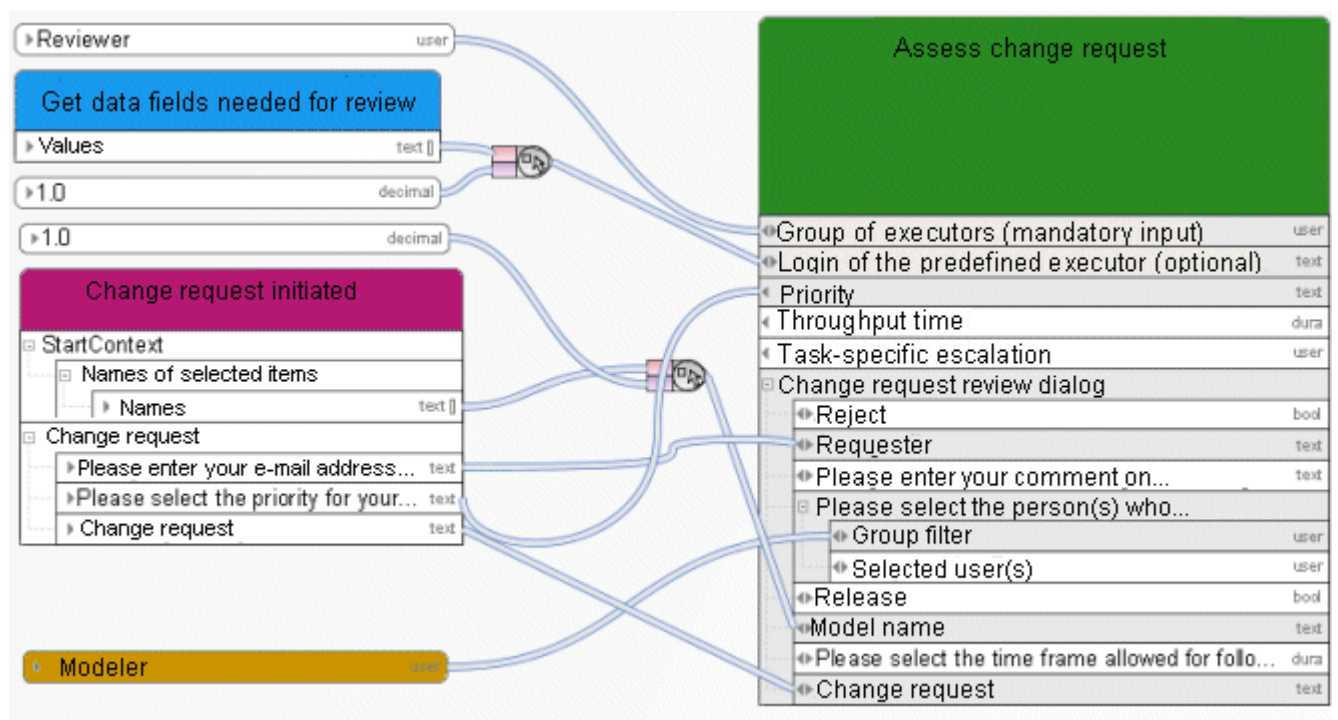 Reviewer user
Get data fields needed for review
Values text []
1.0 decimal
1.0 decimal
Change request initiated
StartContext
Names of selected items
Names text []
Change request
Please enter your e-mail address... text
Please select the priority for your... text
Change request text
Modeler user
Assess change request
Group of executors (mandatory input) user
Login of the predefined executor (optional) text
Priority text
Throughput time dura
Task-specific escalation user
Change request review dialog
Reject bool
Requester text
Please enter your comment on... text
Please select the person(s) who...
Group filter user
Selected user(s) user
Release bool
Model name text
Please select the time frame allowed for follo... dura
Change request text